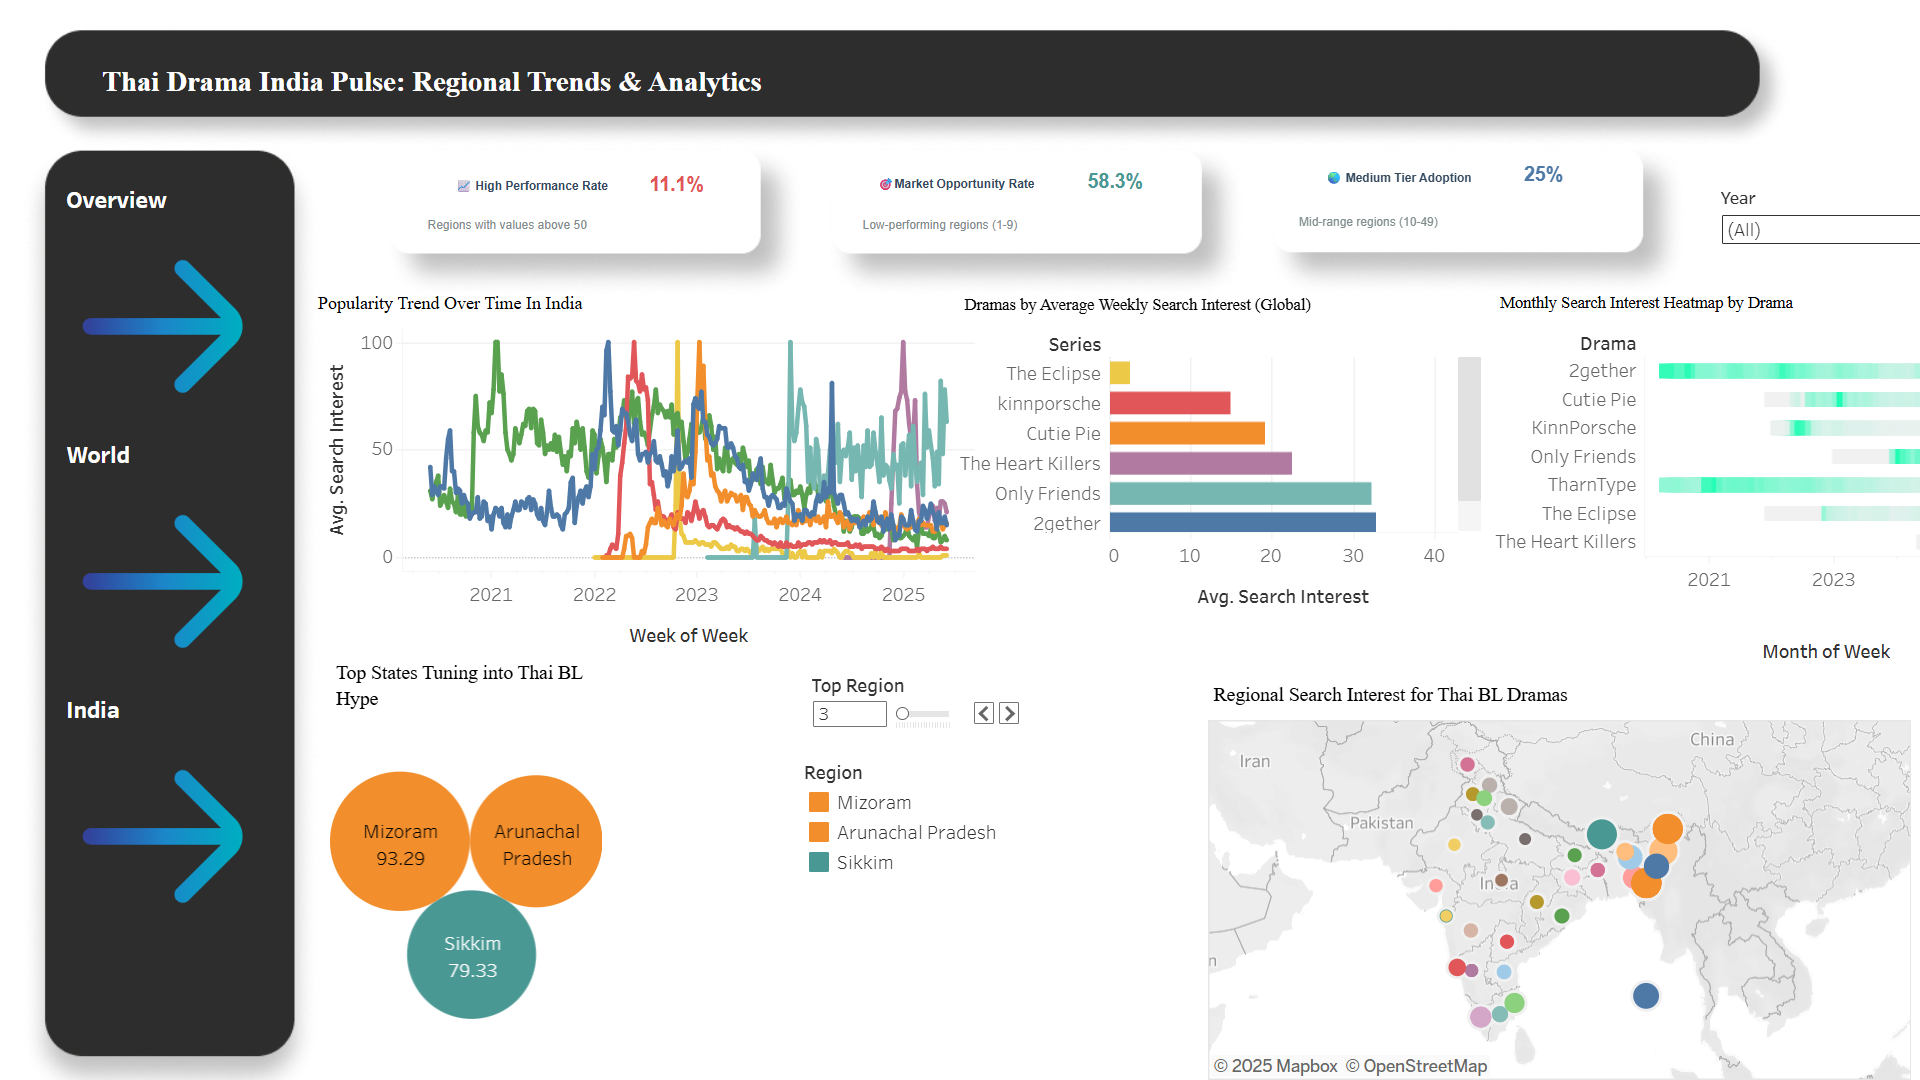 Thai Drama India Pulse: Regional Trends & Analytics
Overview
World
India
High Performance Rate 11.1%
Regions with values above 50
Market Opportunity Rate 58.3%
Low-performing regions (1-9)
Medium Tier Adoption 25%
Mid-range regions (10-49)
Year
(All)
Popularity Trend Over Time In India
Avg. Search Interest
100
50
0
2021 2022 2023 2024 2025
Week of Week
Dramas by Average Weekly Search Interest (Global)
Series
The Eclipse
kinnporsche
Cutie Pie
The Heart Killers
Only Friends
2gether
0 10 20 30 40
Avg. Search Interest
Monthly Search Interest Heatmap by Drama
Drama
2gether
Cutie Pie
KinnPorsche
Only Friends
TharnType
The Eclipse
The Heart Killers
2021 2023
Month of Week
Top States Tuning into Thai BL
Hype
Mizoram
93.29
Arunachal
Pradesh
Sikkim
79.33
Top Region
3
Region
Mizoram
Arunachal Pradesh
Sikkim
Regional Search Interest for Thai BL Dramas
China
Iran
Pakistan
India
n
© 2025 Mapbox © OpenStreetMap